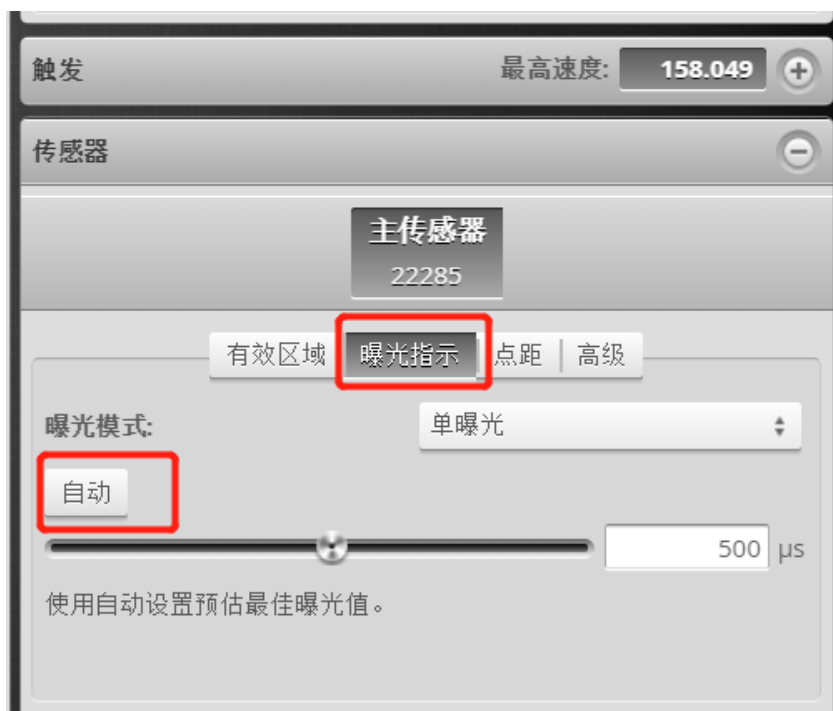 触发 最高速度: 158.049
传感器
主传感器
22285
有效区域 曝光指示 点距 高级
曝光模式: 单曝光
自动
500 µs
使用自动设置预估最佳曝光值。